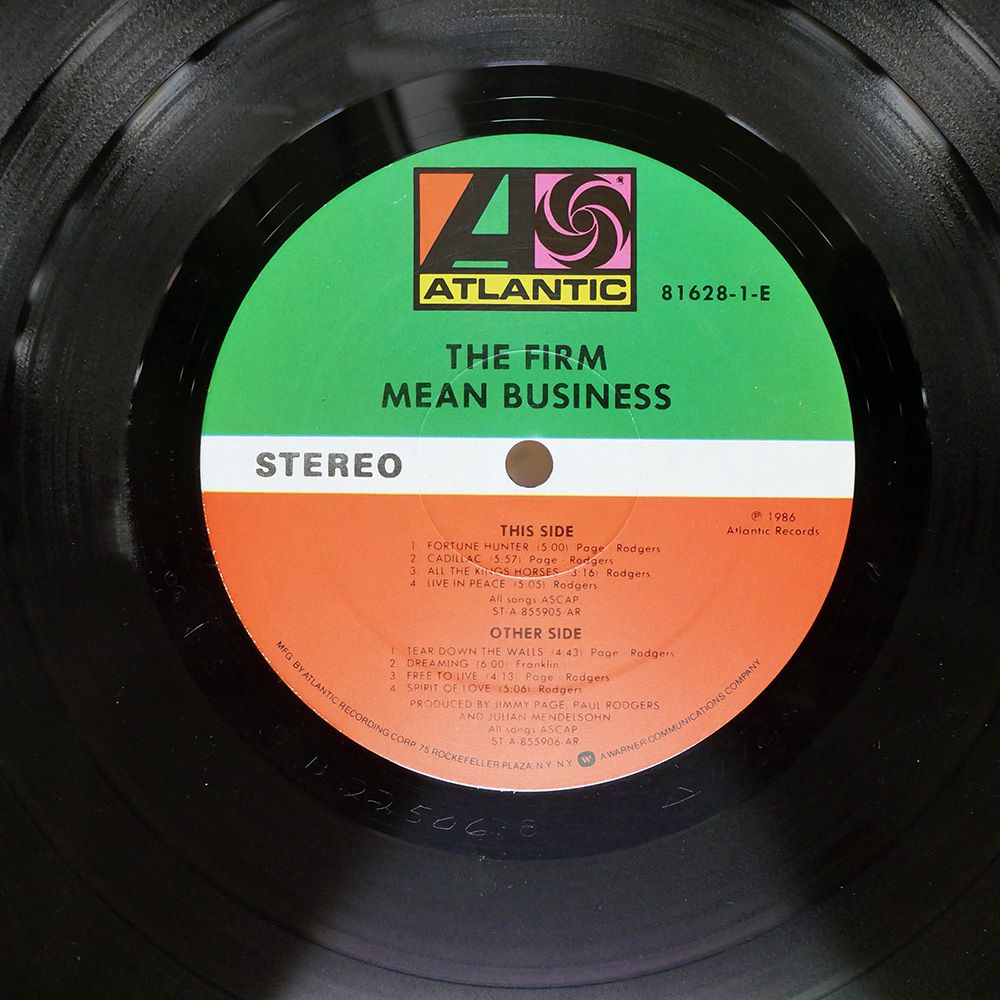 ATLANTIC
81628-1-E
THE FIRM
MEAN BUSINESS
STEREO
℗ 1986
Atlantic Records
THIS SIDE
1 FORTUNE HUNTER (5:00) Page - Rodgers
2. CADILLAC (5:57) Page - Rodgers
3. ALL THE KINGS HORSES (3:16) Rodgers
4 LIVE IN PEACE (5:05) Rodgers
All songs ASCAP
ST-A-855905-AR
OTHER SIDE
1 TEAR DOWN THE WALLS (4:43) Page - Rodgers
2. DREAMING (6:00) Franklin
3. FREE TO LIVE (4:13) Page - Rodgers
4 SPIRIT OF LOVE (5:06) Rodgers
PRODUCED BY JIMMY PAGE, PAUL RODGERS
AND JULIAN MENDELSOHN
All songs ASCAP
ST-A-855906-AR
MFG. BY ATLANTIC RECORDING CORP. 75 ROCKEFELLER PLAZA, N.Y. N.Y. A WARNER COMMUNICATIONS COMPANY